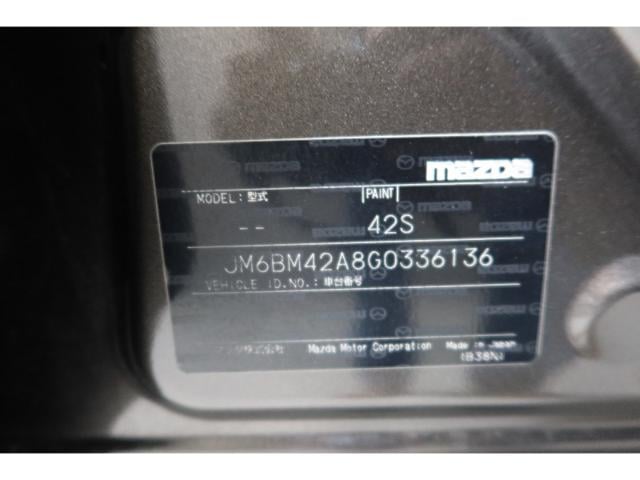 mazda
MODEL: 型式 PAINT
-- 42S
JM6BM42A8G0336136
VEHICLE ID.NO.: 車台番号
Mazda Motor Corporation Made in Japan
(B38N)